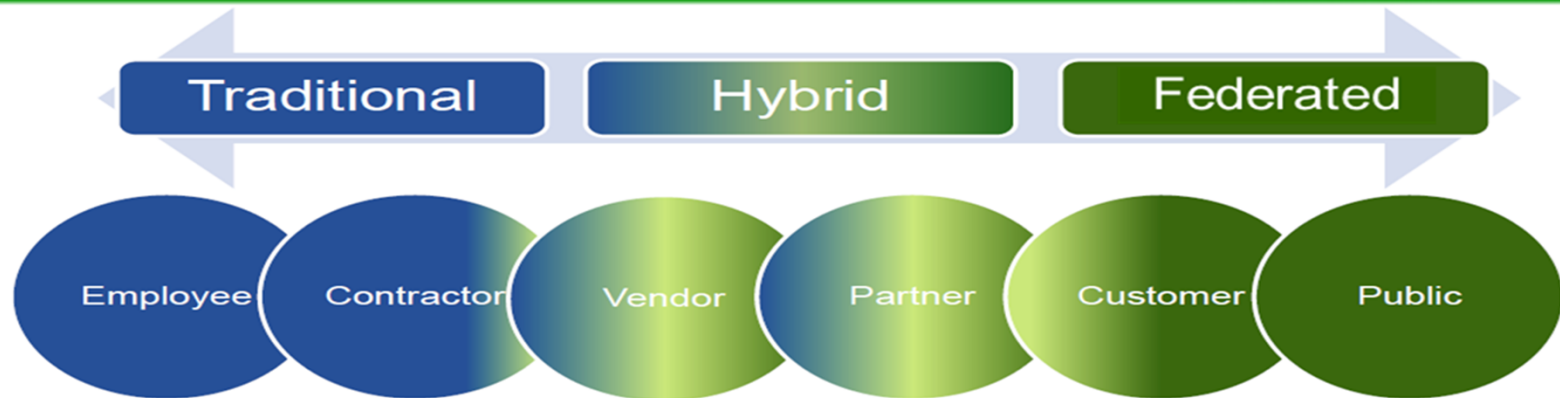 Traditional Hybrid Federated
Employee Contractor Vendor Partner Customer Public